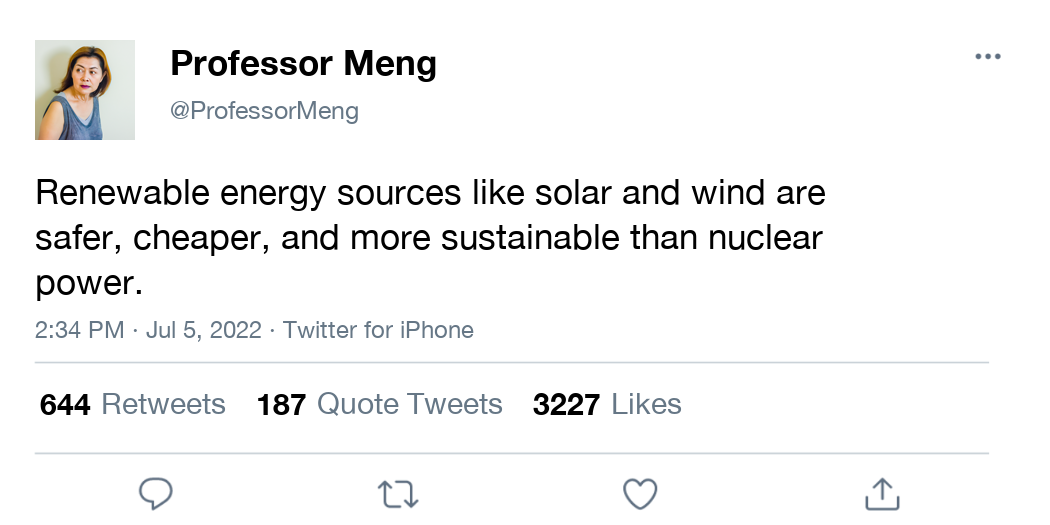 Professor Meng
@ProfessorMeng
Renewable energy sources like solar and wind are
safer, cheaper, and more sustainable than nuclear
power.
2:34 PM · Jul 5, 2022 · Twitter for iPhone
644 Retweets 187 Quote Tweets 3227 Likes